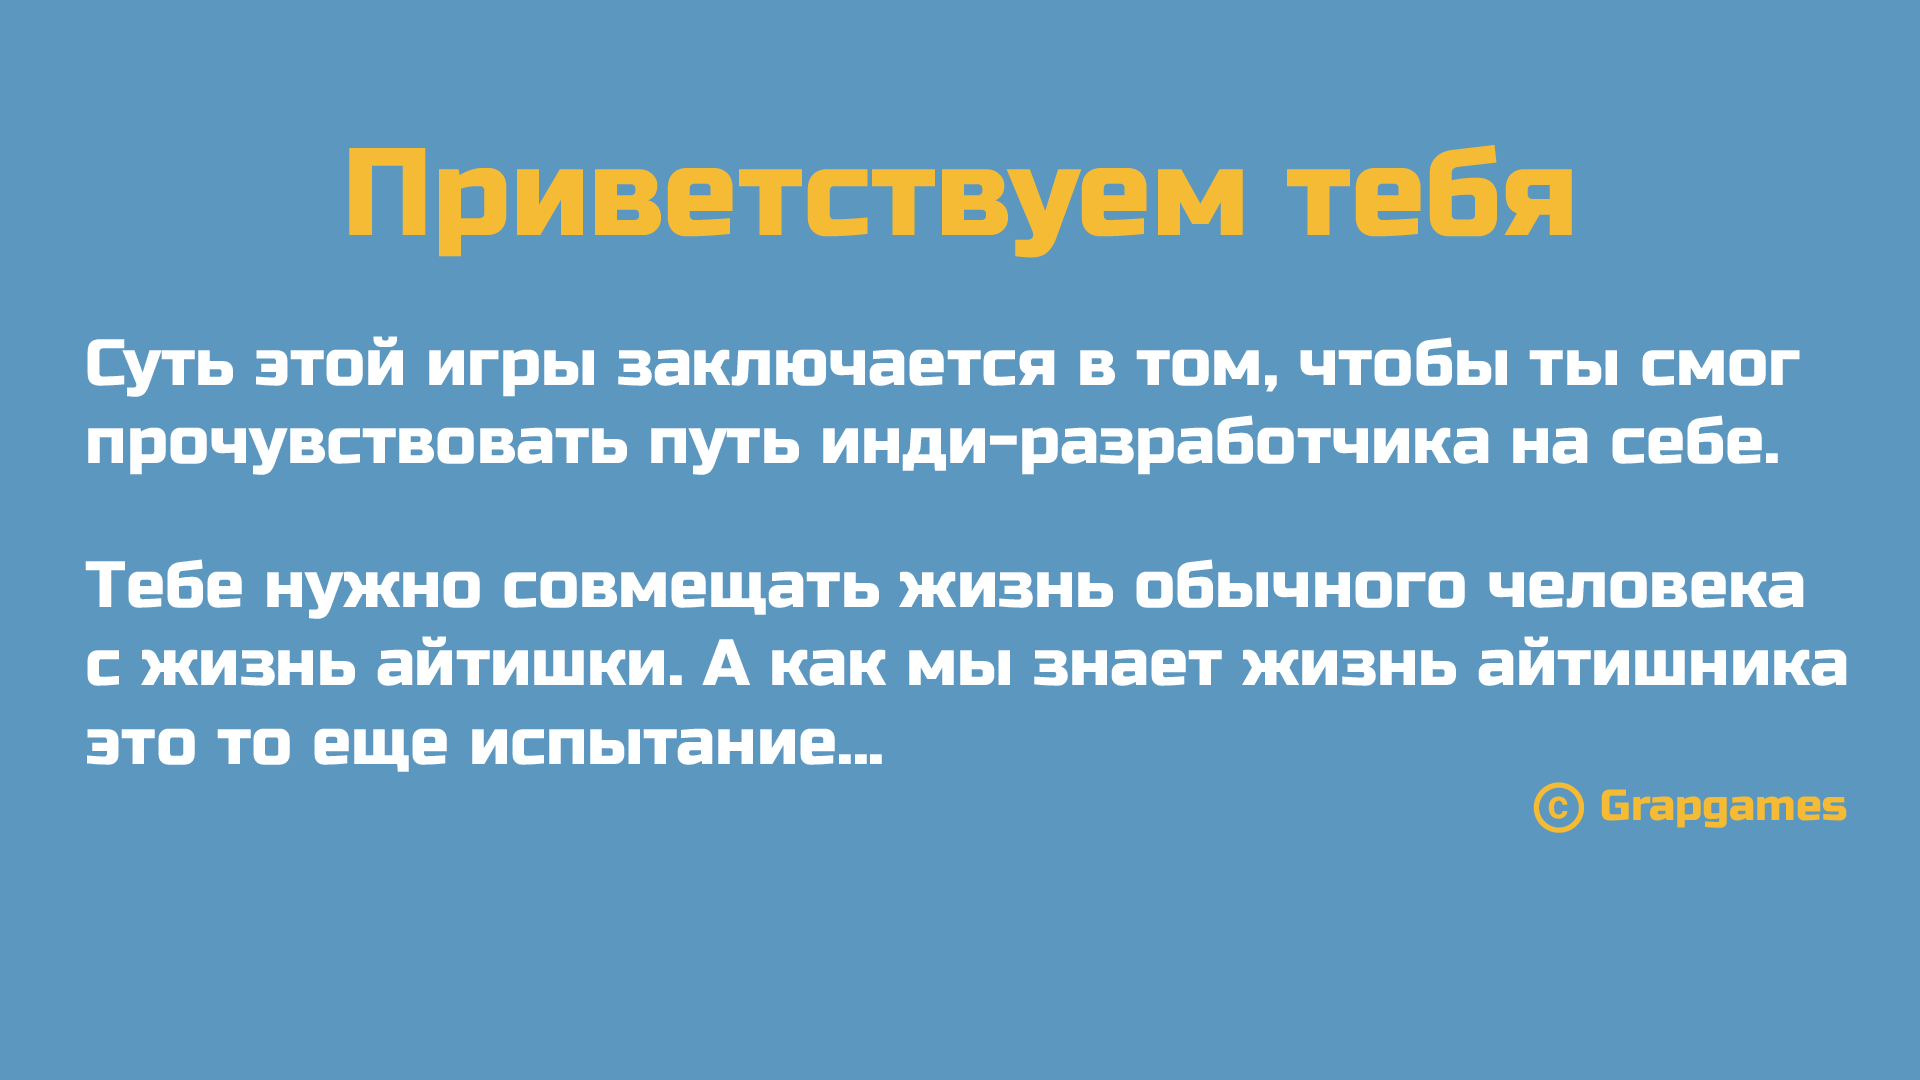 Приветствуем тебя
Суть этой игры заключается в том, чтобы ты смог
прочувствовать путь инди-разработчика на себе.
Тебе нужно совмещать жизнь обычного человека
с жизнь айтишки. А как мы знает жизнь айтишника
это то еще испытание...
© Grapgames